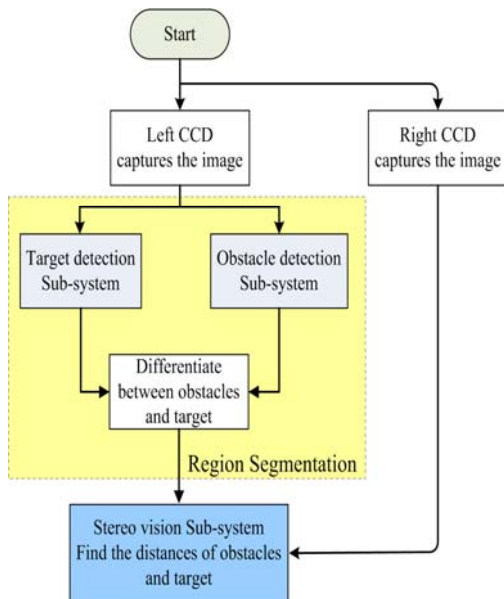 Start
Left CCD
captures the image
Right CCD
captures the image
Target detection
Sub-system
Obstacle detection
Sub-system
Differentiate
between obstacles
and target
Region Segmentation
Stereo vision Sub-system
Find the distances of obstacles
and target